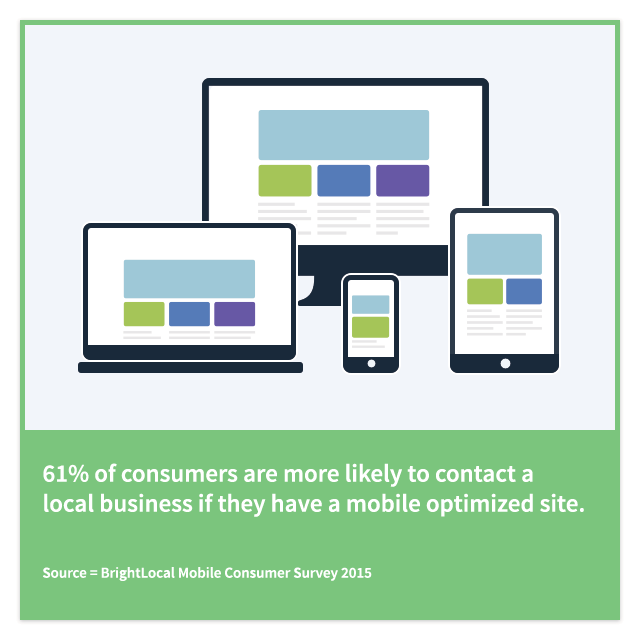 61% of consumers are more likely to contact a
local business if they have a mobile optimized site.
Source = BrightLocal Mobile Consumer Survey 2015